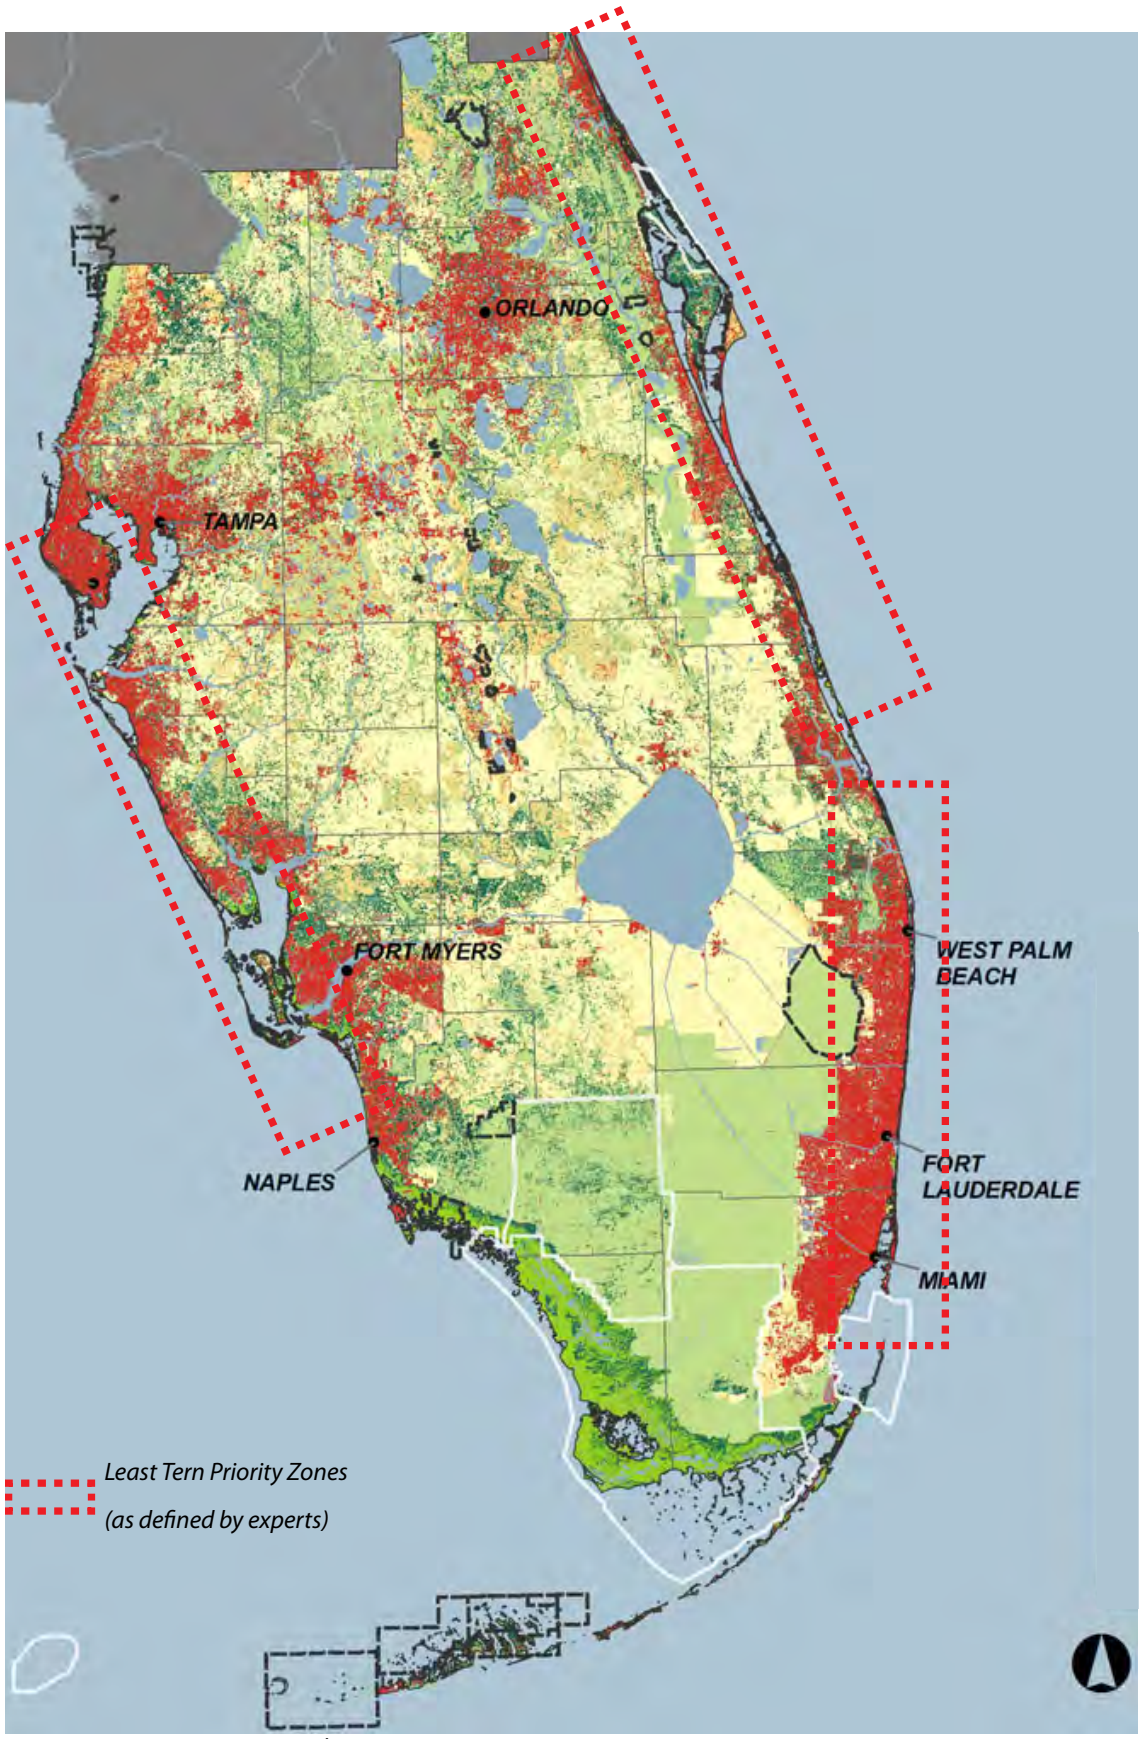 ORLANDO
TAMPA
FORT MYERS
WEST PALM
BEACH
NAPLES
FORT
LAUDERDALE
MIAMI
Least Tern Priority Zones
(as defined by experts)